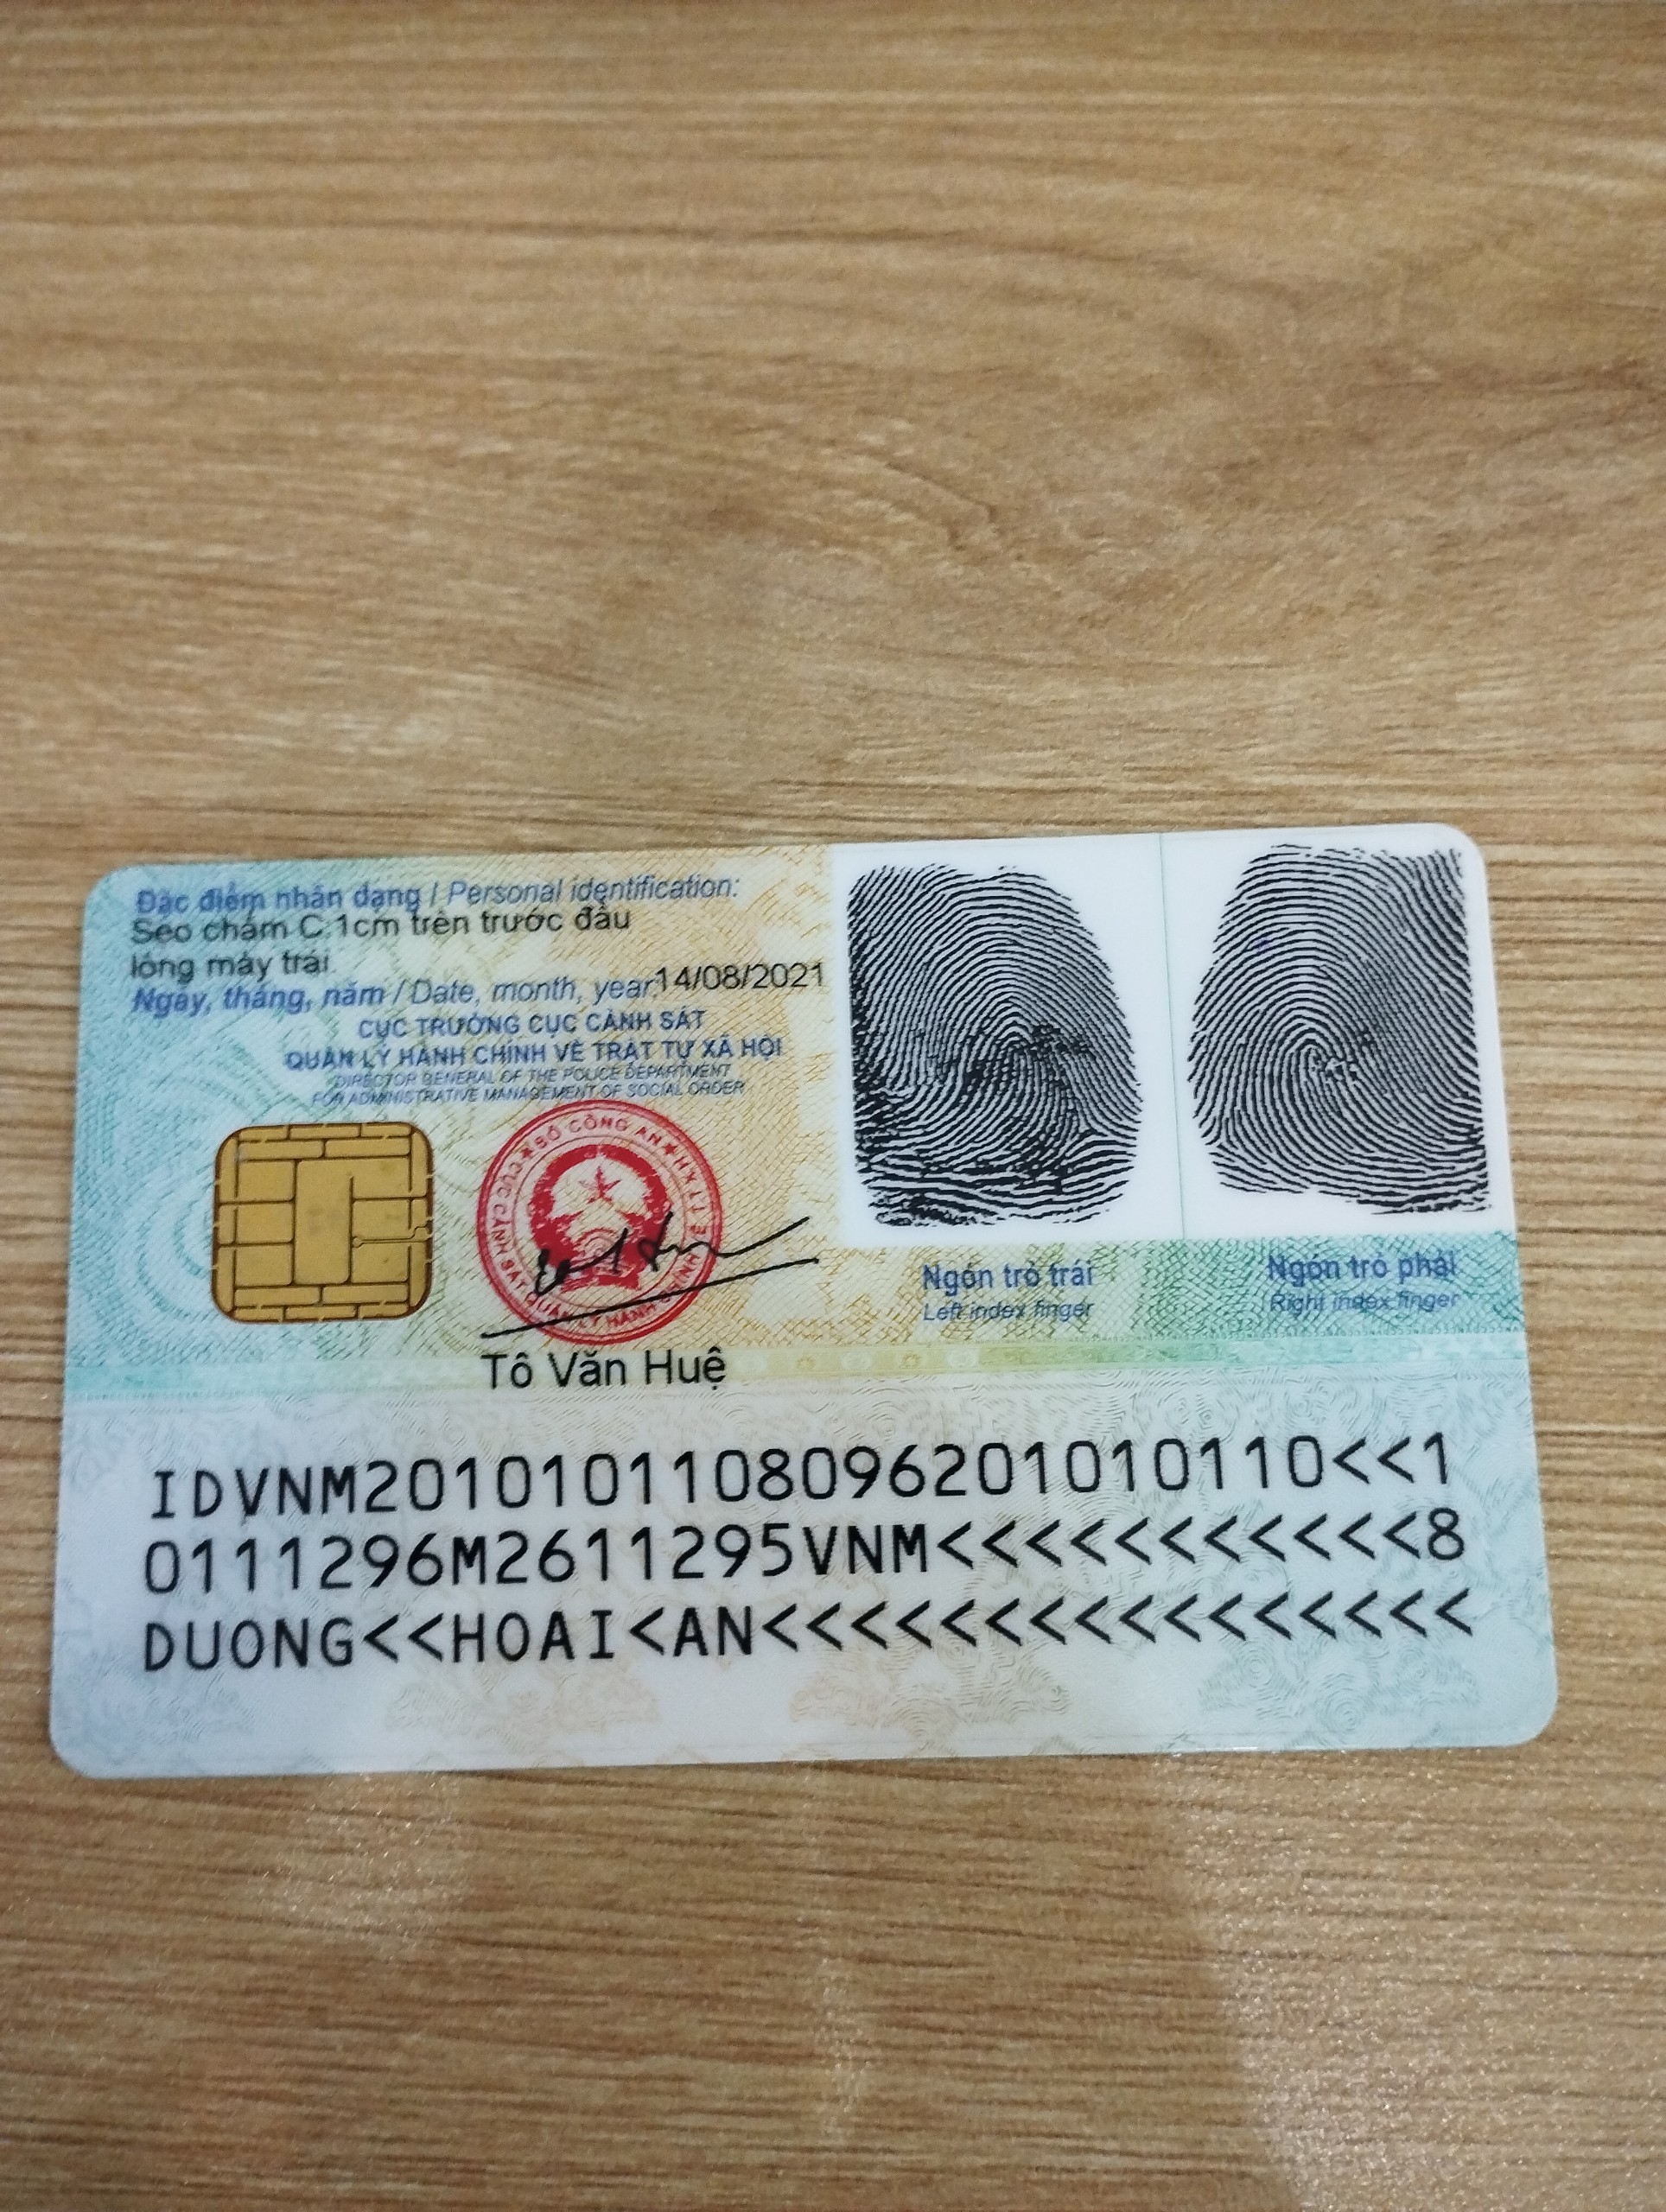 Đặc điểm nhân dạng / Personal identification:
Sẹo chấm C:1cm trên trước đầu
lông mày trái
Ngày, tháng, năm / Date, month, year:14/08/2021
CỤC TRƯỞNG CỤC CẢNH SÁT
QUẢN LÝ HÀNH CHÍNH VỀ TRẬT TỰ XÃ HỘI
DIRECTOR GENERAL OF THE POLICE DEPARTMENT
FOR ADMINISTRATIVE MANAGEMENT OF SOCIAL ORDER
BỘ CÔNG AN
CẢNH SÁT QUẢN LÝ HÀNH CHÍNH
Tô Văn Huệ
Ngón trỏ trái
Left index finger
Ngón trỏ phải
Right index finger
IDVNM2010101108096201010110<<1
0111296M2611295VNM<<<<<<<<<<<8
DUONG<<HOAI<AN<<<<<<<<<<<<<<<<